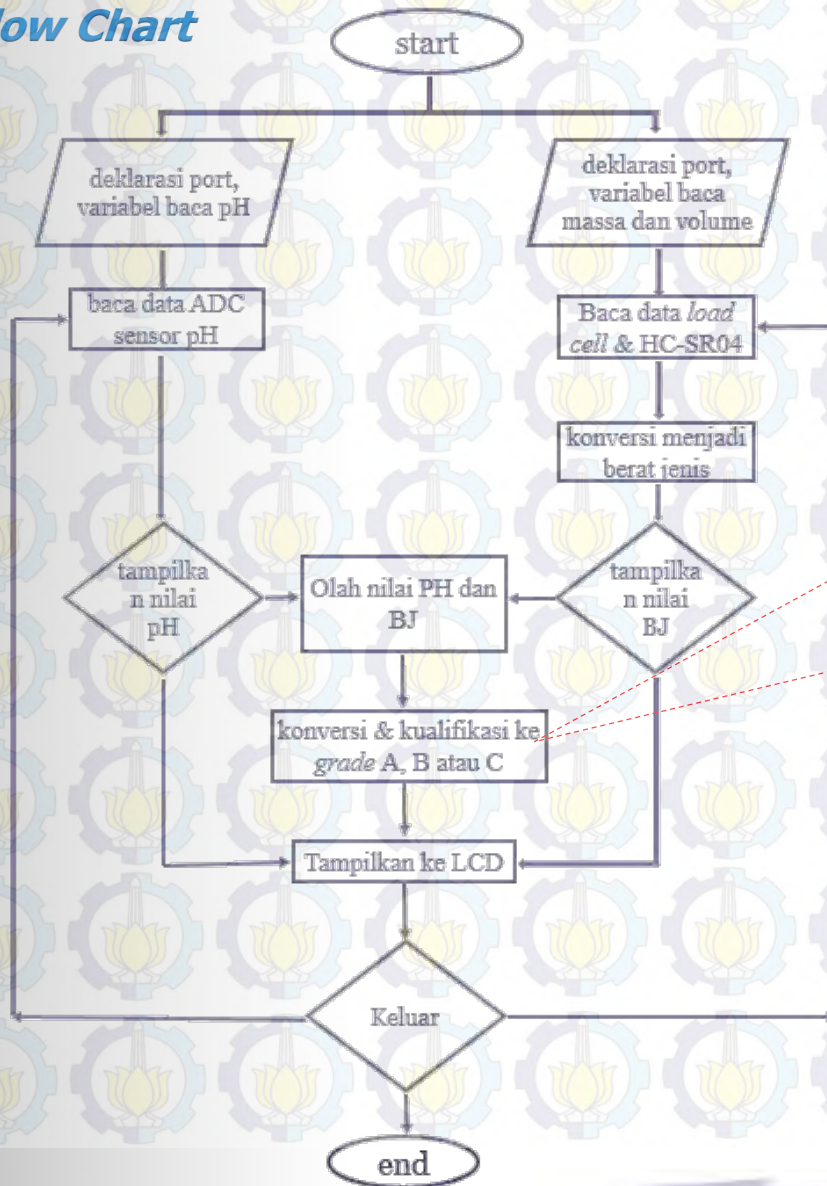 low Chart
start
deklarasi port,
variabel baca pH
deklarasi port,
variabel baca
massa dan volume
baca data ADC
sensor pH
Baca data load
cell & HC-SR04
konversi menjadi
berat jenis
tampilka
n nilai
pH
Olah nilai PH dan
BJ
tampilka
n nilai
BJ
konversi & kualifikasi ke
grade A, B atau C
Tampilkan ke LCD
Keluar
end